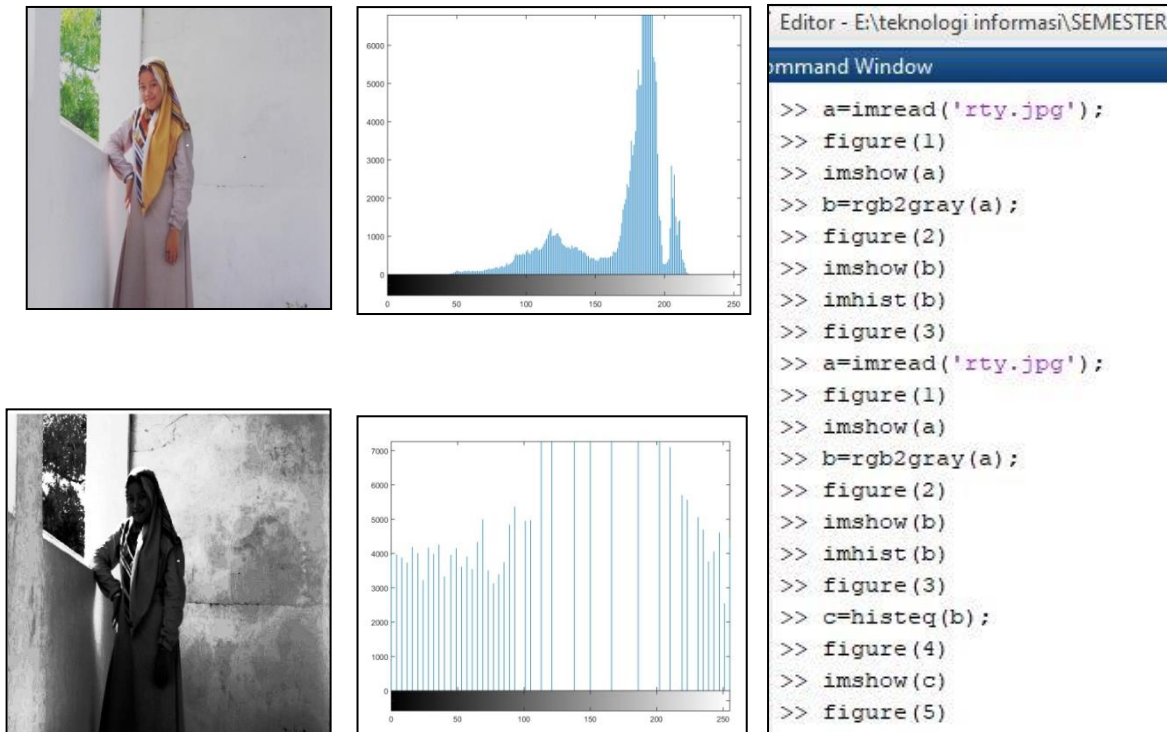 6000
5000
4000
3000
2000
1000
0
0 50 100 150 200 250
7000
6000
5000
4000
3000
2000
1000
0
0 50 100 150 200 250
Editor - E:\teknologi informasi\SEMESTER
ommand Window
>> a=imread('rty.jpg');
>> figure(1)
>> imshow(a)
>> b=rgb2gray(a);
>> figure(2)
>> imshow(b)
>> imhist(b)
>> figure(3)
>> a=imread('rty.jpg');
>> figure(1)
>> imshow(a)
>> b=rgb2gray(a);
>> figure(2)
>> imshow(b)
>> imhist(b)
>> figure(3)
>> c=histeq(b);
>> figure(4)
>> imshow(c)
>> figure(5)